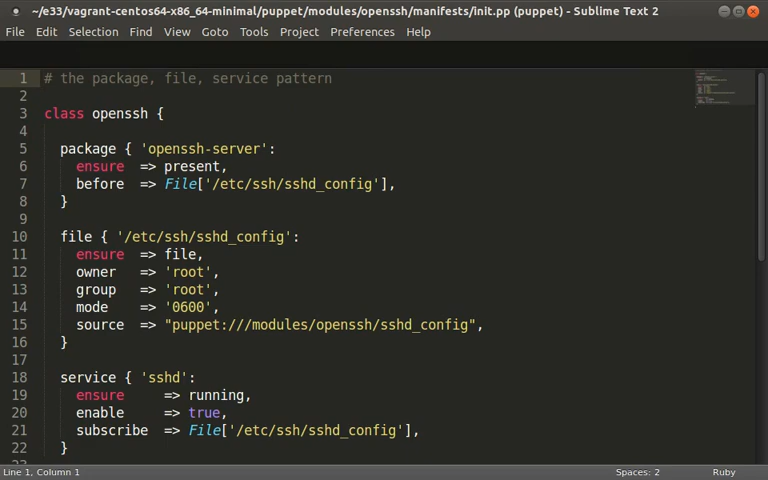 ~/e33/vagrant-centos64-x86_64-minimal/puppet/modules/openssh/manifests/init.pp (puppet) - Sublime Text 2
File Edit Selection Find View Goto Tools Project Preferences Help
1 # the package, file, service pattern
2
3 class openssh {
4
5 package { 'openssh-server':
6 ensure => present,
7 before => File['/etc/ssh/sshd_config'],
8 }
9
10 file { '/etc/ssh/sshd_config':
11 ensure => file,
12 owner => 'root',
13 group => 'root',
14 mode => '0600',
15 source => "puppet:///modules/openssh/sshd_config",
16 }
17
18 service { 'sshd':
19 ensure => running,
20 enable => true,
21 subscribe => File['/etc/ssh/sshd_config'],
22 }
Line 1, Column 1 Spaces: 2 Ruby